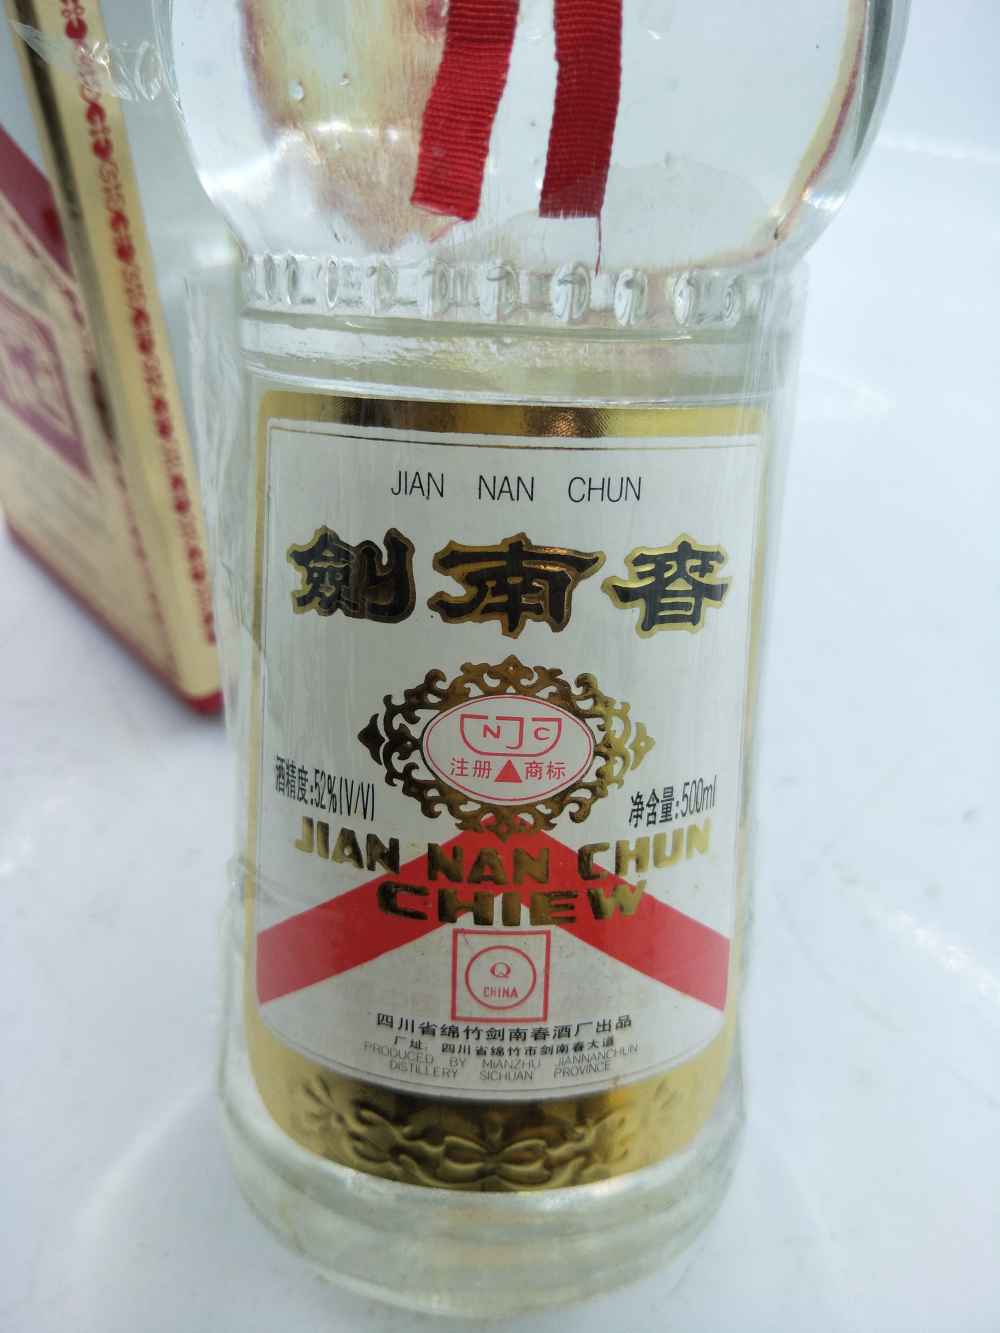 JIAN NAN CHUN
劍南春
NJC
注册 商标
酒精度:52%(V/V)
净含量:500ml
JIAN NAN CHUN
CHIEW
Q
CHINA
四川省绵竹剑南春酒厂出品
厂址: 四川省绵竹市剑南春大道
PRODUCED BY MIANZHU JIANNANCHUN
DISTILLERY SICHUAN PROVINCE